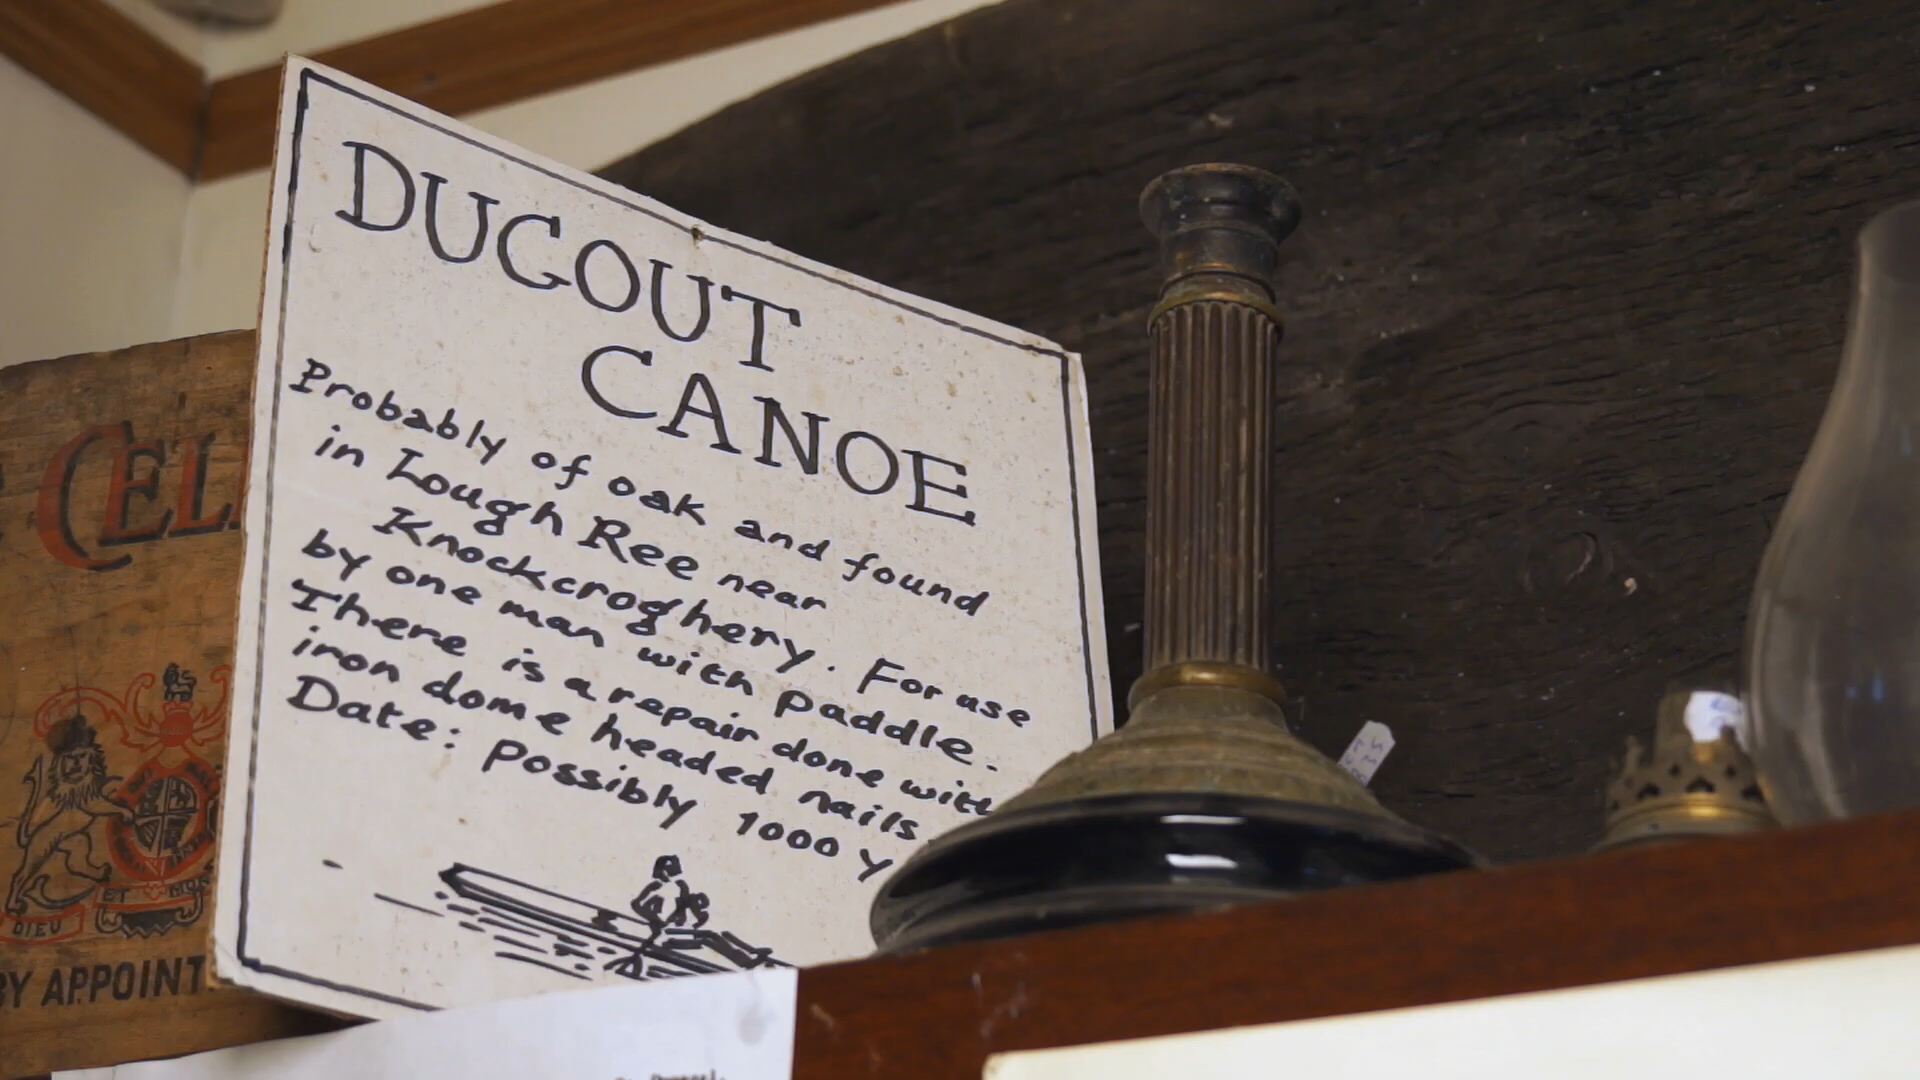 DUGOUT
CANOE
Probably of oak and found
in Lough Ree near
Knockcroghery. For use
by one man with paddle.
There is a repair done with
iron dome headed nails
Date: possibly 1000 y
CEL
DIEU
ET MO
BY APPOINT